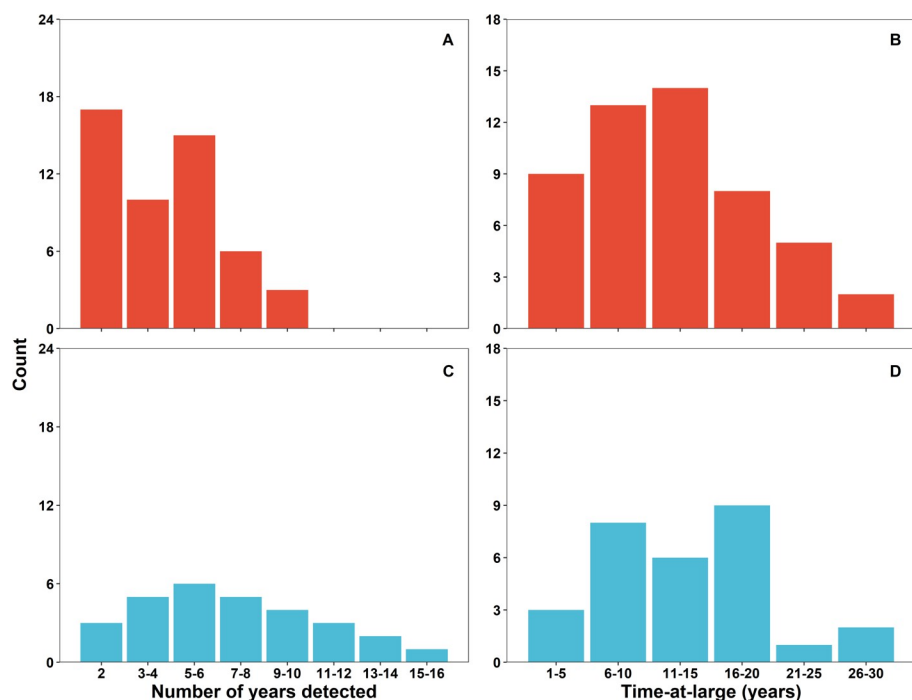 24
18
12
6
0
A
18
15
12
9
6
3
0
B
Count
24
18
12
6
0
C
2 3-4 5-6 7-8 9-10 11-12 13-14 15-16
Number of years detected
18
15
12
9
6
3
0
D
1-5 6-10 11-15 16-20 21-25 26-30
Time-at-large (years)